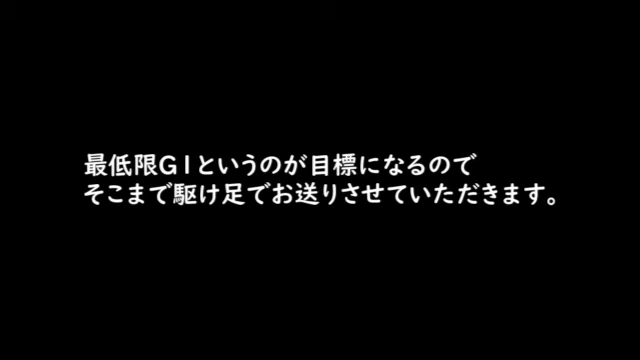 最低限G1というのが目標になるので
そこまで駆け足でお送りさせていただきます。